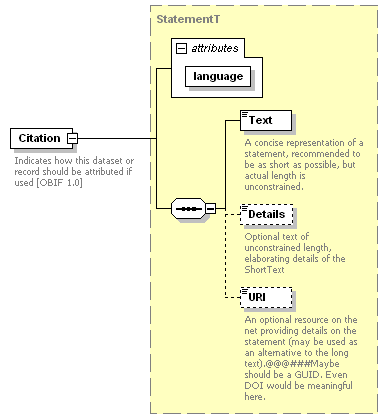 StatementT
attributes
language
Citation
Indicates how this dataset or
record should be attributed if
used [OBIF 1.0]
Text
A concise representation of a
statement, recommended to
be as short as possible, but
actual length is
unconstrained.
Details
Optional text of
unconstrained length,
elaborating details of the
ShortText
URI
An optional resource on the
net providing details on the
statement (may be used as
an alternative to the long
text).@@@###Maybe
should be a GUID. Even
DOI would be meaningful
here.